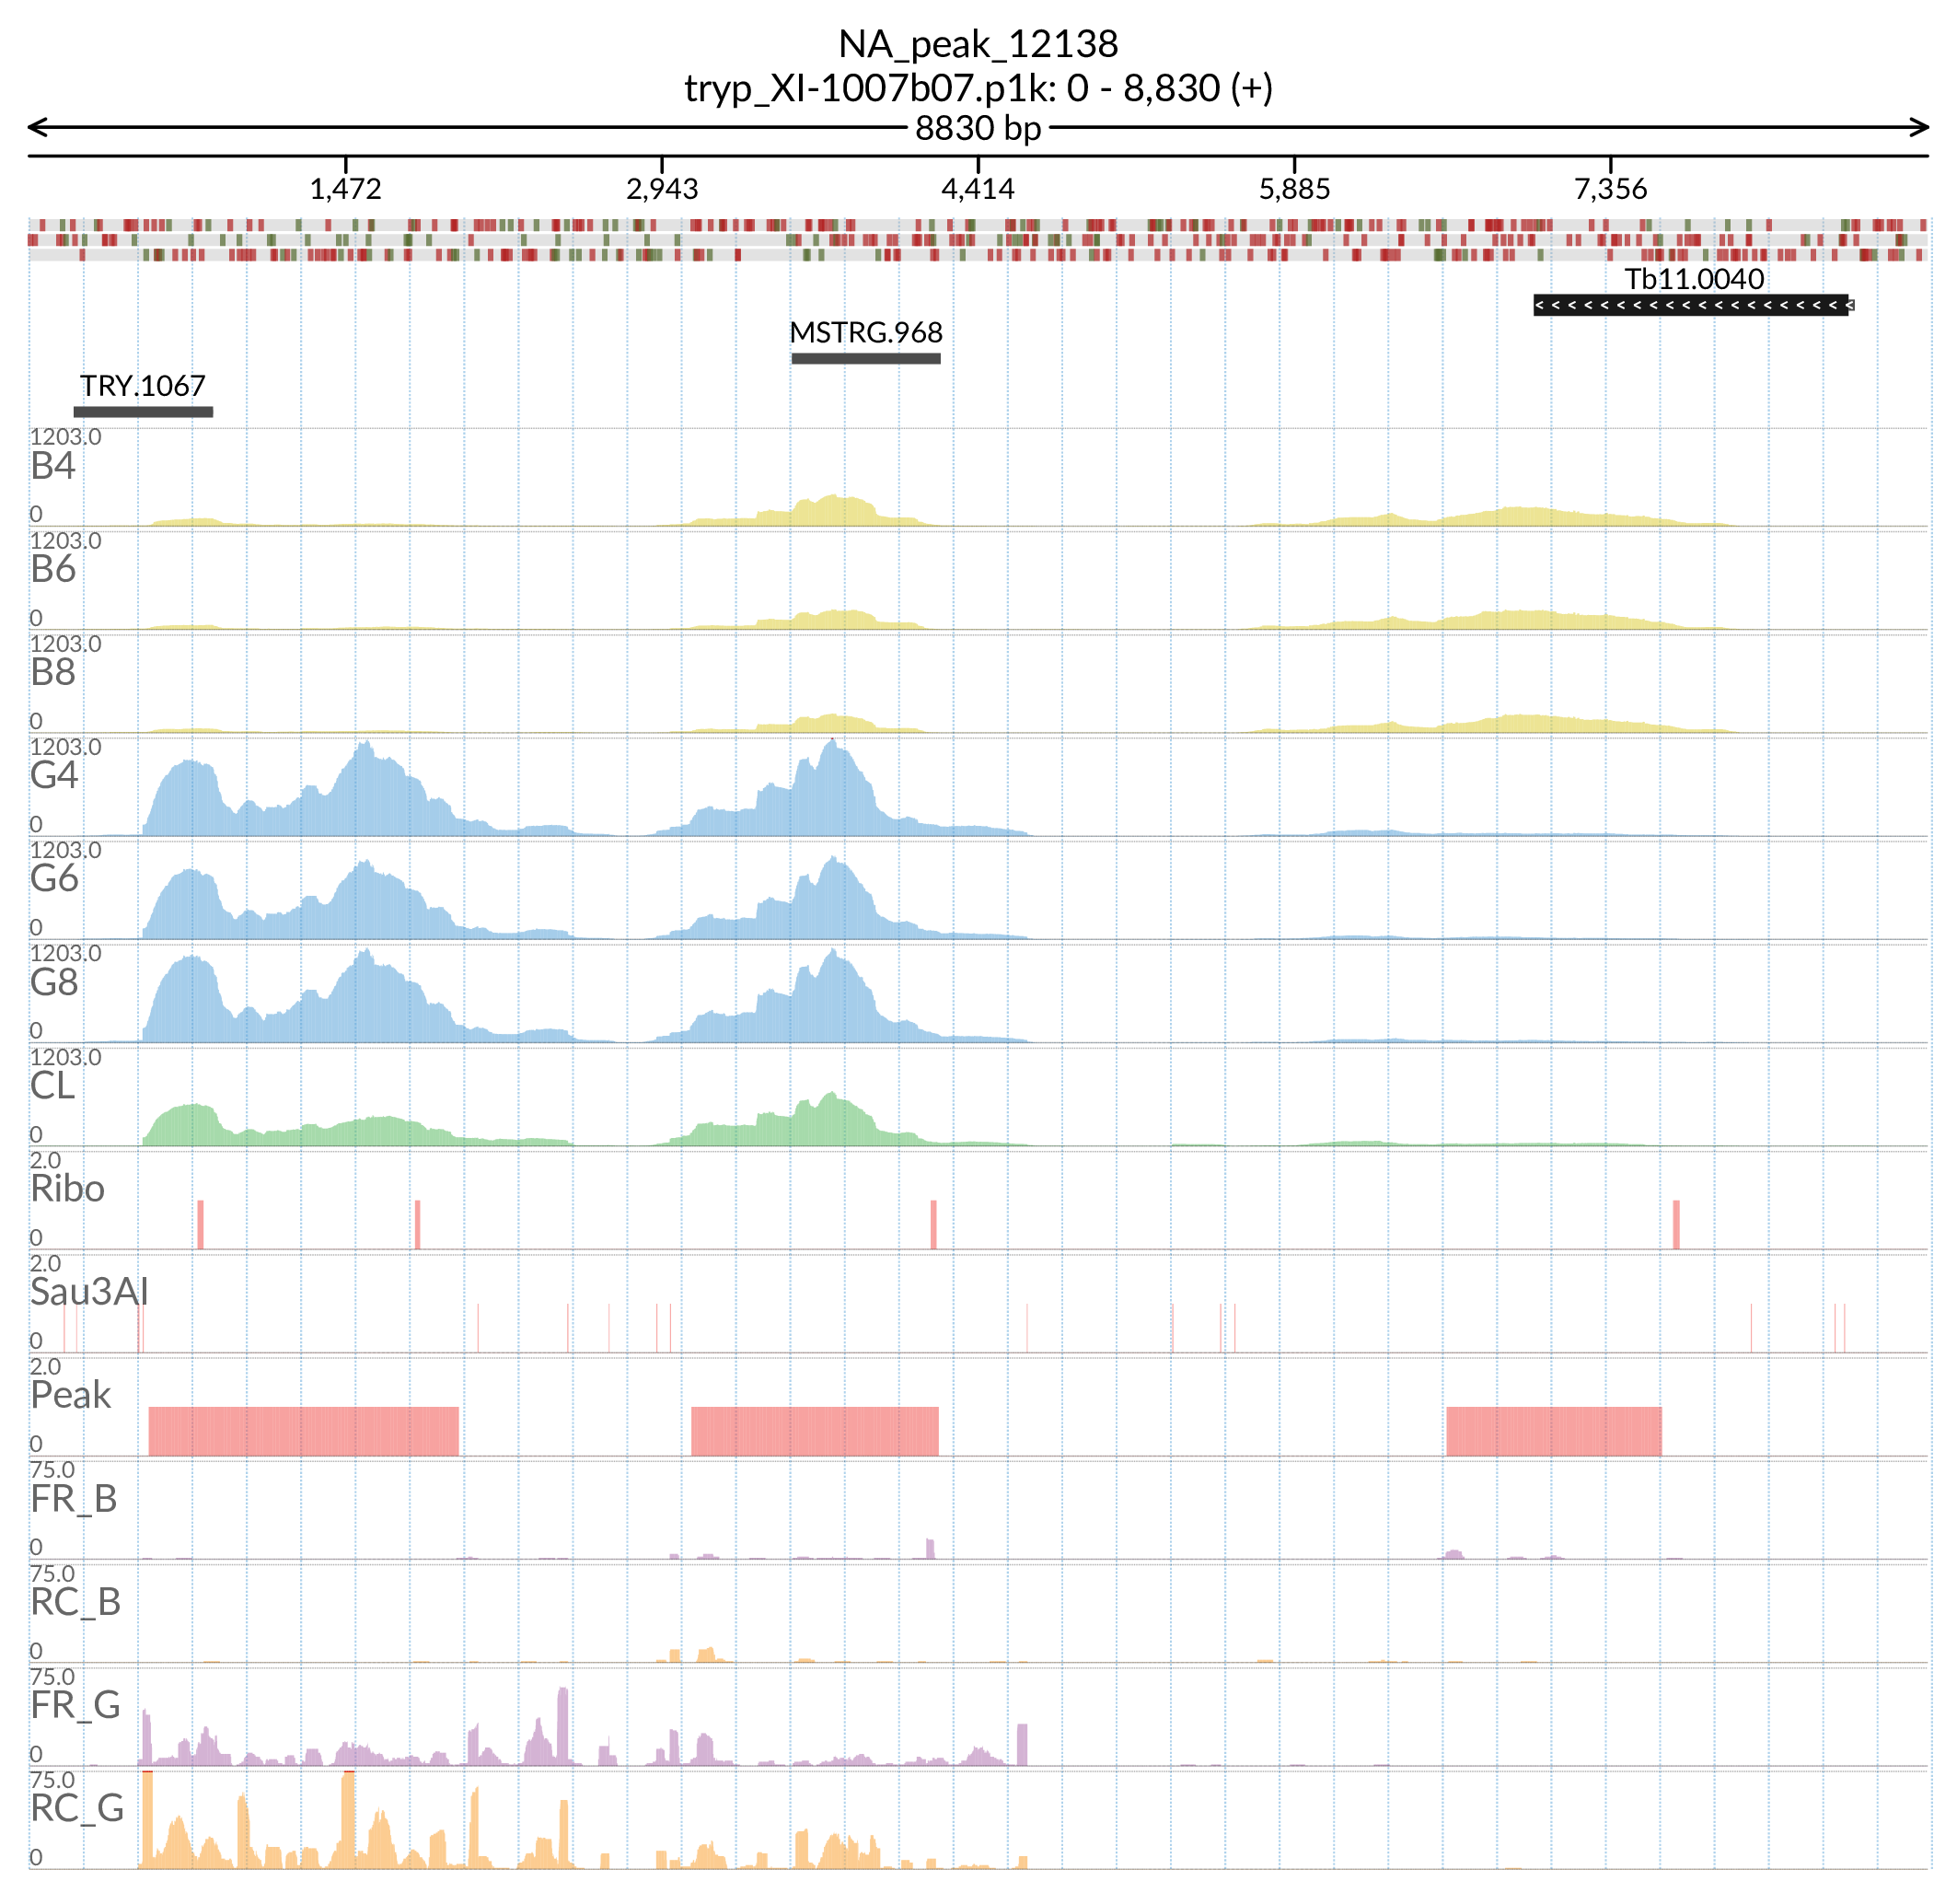 NA_peak_12138
tryp_XI-1007b07.p1k: 0 - 8,830 (+)
8830 bp
1,472 2,943 4,414 5,885 7,356
Tb11.0040
MSTRG.968
TRY.1067
1203.0
B4
0
1203.0
B6
0
1203.0
B8
0
1203.0
G4
0
1203.0
G6
0
1203.0
G8
0
1203.0
CL
0
2.0
Ribo
0
2.0
Sau3AI
0
2.0
Peak
0
75.0
FR_B
0
75.0
RC_B
0
75.0
FR_G
0
75.0
RC_G
0